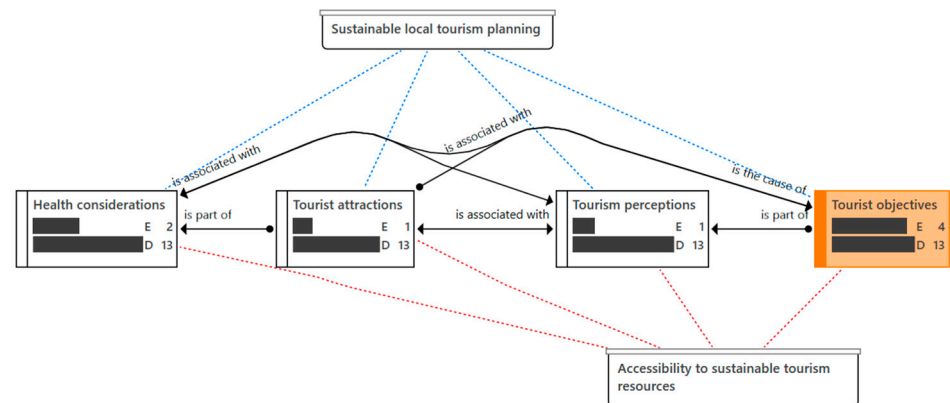 Sustainable local tourism planning
is associated with
is associated with
is the cause of
Health considerations
E 2
D 13
is part of
Tourist attractions
E 1
D 13
is associated with
Tourism perceptions
E 1
D 13
is part of
Tourist objectives
E 4
D 13
Accessibility to sustainable tourism
resources